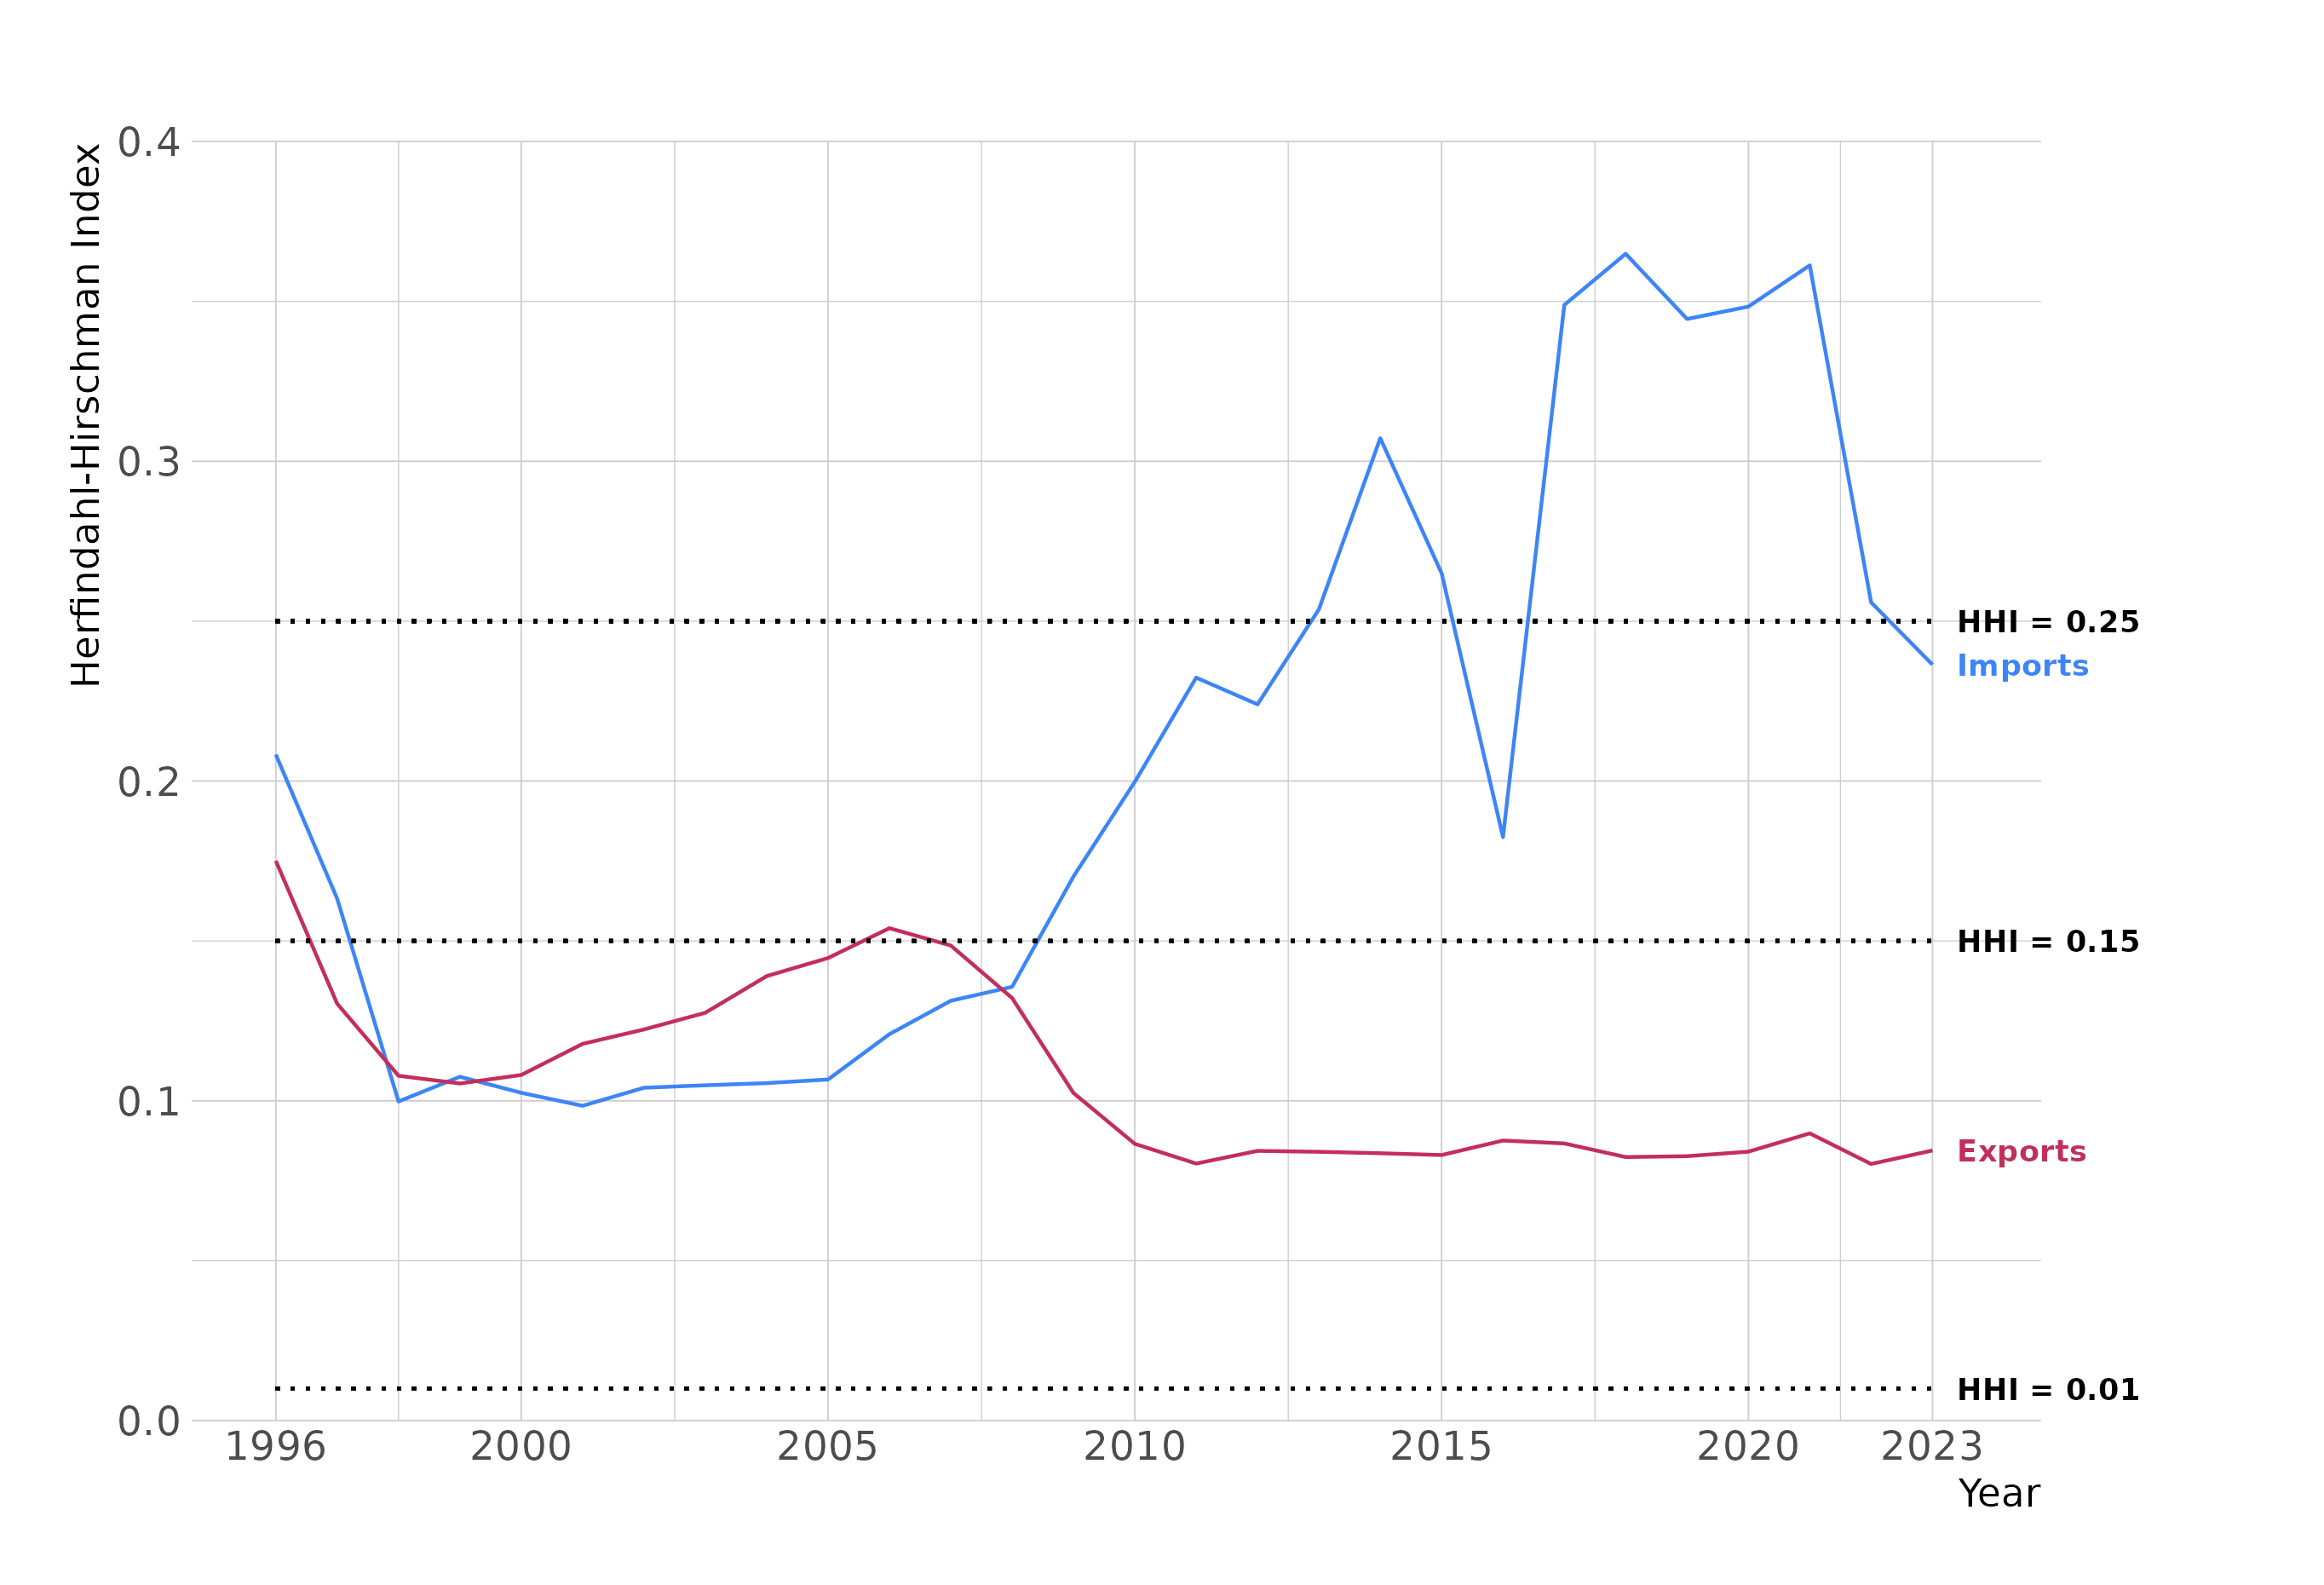 Herfindahl-Hirschman Index
0.4
0.3
0.2
0.1
0.0
HHI = 0.25
Imports
HHI = 0.15
Exports
HHI = 0.01
1996 2000 2005 2010 2015 2020 2023
Year